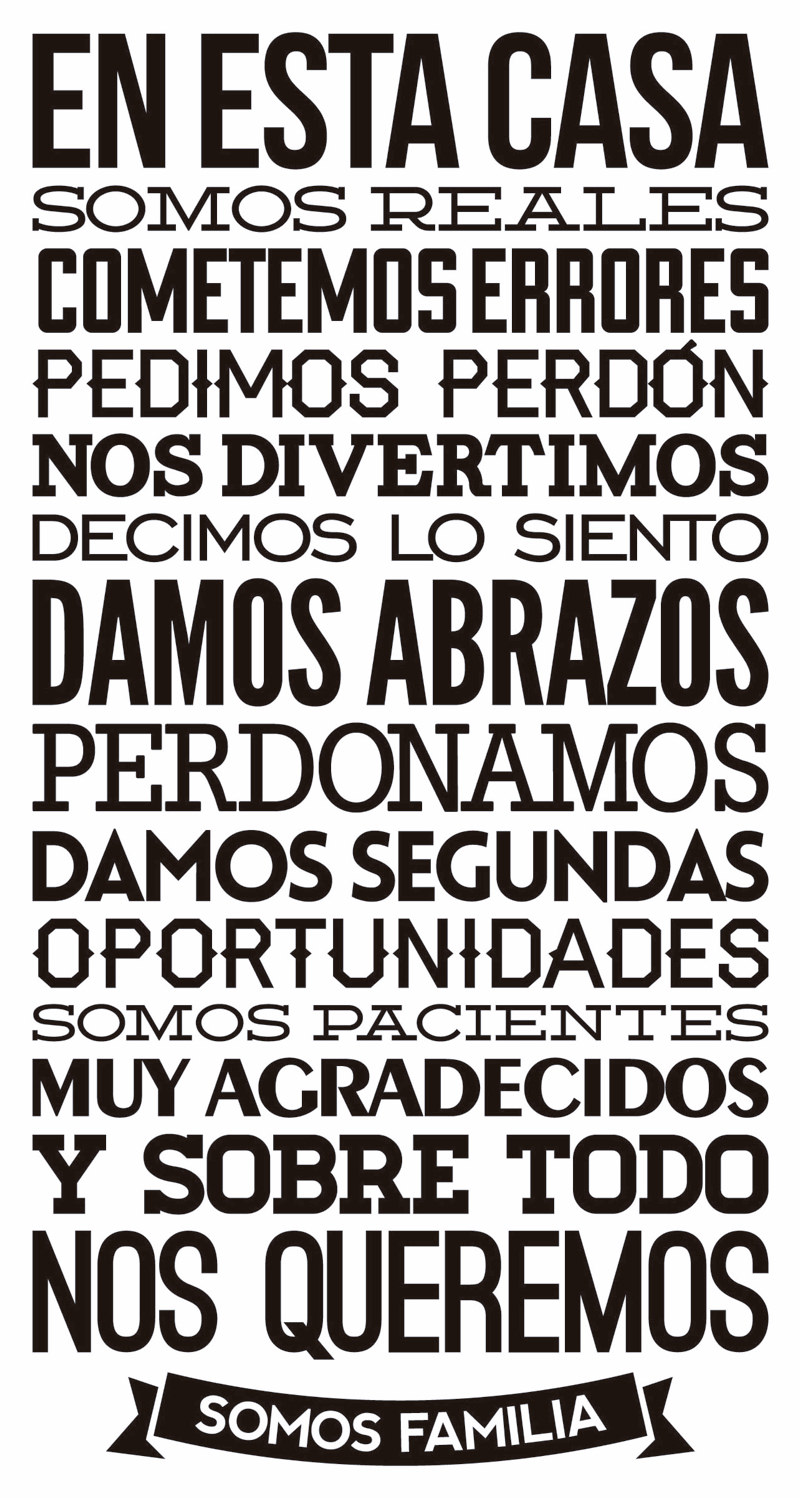 EN ESTA CASA
SOMOS REALES
COMETEMOS ERRORES
PEDIMOS PERDÓN
NOS DIVERTIMOS
DECIMOS LO SIENTO
DAMOS ABRAZOS
PERDONAMOS
DAMOS SEGUNDAS
OPORTUNIDADES
SOMOS PACIENTES
MUY AGRADECIDOS
Y SOBRE TODO
NOS QUEREMOS
SOMOS FAMILIA